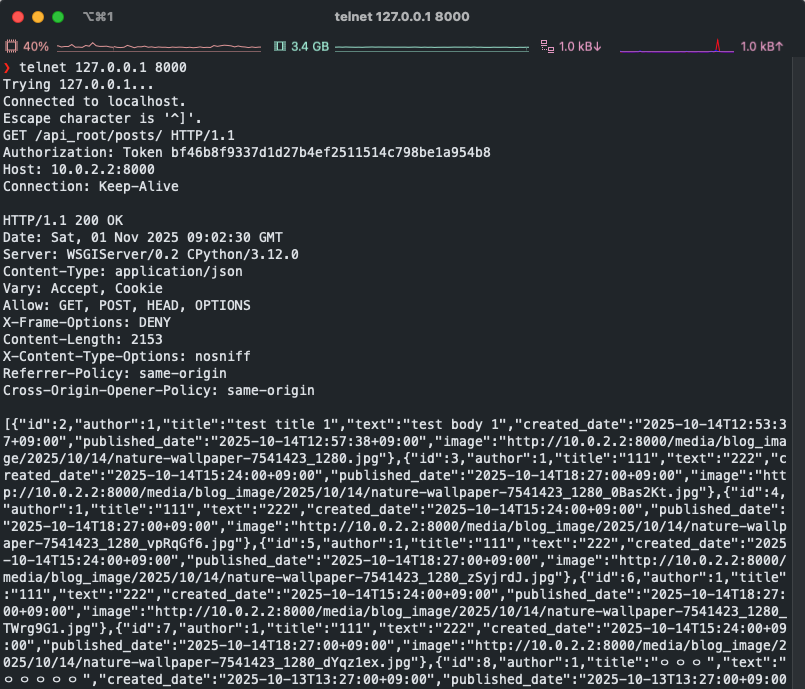 ⌥⌘1
telnet 127.0.0.1 8000
40%
3.4 GB
1.0 kB↓
1.0 kB↑
❯ telnet 127.0.0.1 8000
Trying 127.0.0.1...
Connected to localhost.
Escape character is '^]'.
GET /api_root/posts/ HTTP/1.1
Authorization: Token bf46b8f9337d1d27b4ef2511514c798be1a954b8
Host: 10.0.2.2:8000
Connection: Keep-Alive
HTTP/1.1 200 OK
Date: Sat, 01 Nov 2025 09:02:30 GMT
Server: WSGIServer/0.2 CPython/3.12.0
Content-Type: application/json
Vary: Accept, Cookie
Allow: GET, POST, HEAD, OPTIONS
X-Frame-Options: DENY
Content-Length: 2153
X-Content-Type-Options: nosniff
Referrer-Policy: same-origin
Cross-Origin-Opener-Policy: same-origin
[{"id":2,"author":1,"title":"test title 1","text":"test body 1","created_date":"2025-10-14T12:53:3
7+09:00","published_date":"2025-10-14T12:57:38+09:00","image":"http://10.0.2.2:8000/media/blog_ima
ge/2025/10/14/nature-wallpaper-7541423_1280.jpg"},{"id":3,"author":1,"title":"111","text":"222","c
reated_date":"2025-10-14T15:24:00+09:00","published_date":"2025-10-14T18:27:00+09:00","image":"htt
p://10.0.2.2:8000/media/blog_image/2025/10/14/nature-wallpaper-7541423_1280_0Bas2Kt.jpg"},{"id":4,
"author":1,"title":"111","text":"222","created_date":"2025-10-14T15:24:00+09:00","published_date":
"2025-10-14T18:27:00+09:00","image":"http://10.0.2.2:8000/media/blog_image/2025/10/14/nature-wallp
aper-7541423_1280_vpRqGf6.jpg"},{"id":5,"author":1,"title":"111","text":"222","created_date":"2025
-10-14T15:24:00+09:00","published_date":"2025-10-14T18:27:00+09:00","image":"http://10.0.2.2:8000/
media/blog_image/2025/10/14/nature-wallpaper-7541423_1280_zSyjrdJ.jpg"},{"id":6,"author":1,"title"
:"111","text":"222","created_date":"2025-10-14T15:24:00+09:00","published_date":"2025-10-14T18:27:
00+09:00","image":"http://10.0.2.2:8000/media/blog_image/2025/10/14/nature-wallpaper-7541423_1280_
TWrg9G1.jpg"},{"id":7,"author":1,"title":"111","text":"222","created_date":"2025-10-14T15:24:00+09
:00","published_date":"2025-10-14T18:27:00+09:00","image":"http://10.0.2.2:8000/media/blog_image/2
025/10/14/nature-wallpaper-7541423_1280_dYqz1ex.jpg"},{"id":8,"author":1,"title":"ㅇㅇㅇ","text":"
ㅇㅇㅇㅇㅇ","created_date":"2025-10-13T13:27:00+09:00","published_date":"2025-10-13T13:27:00+09:00